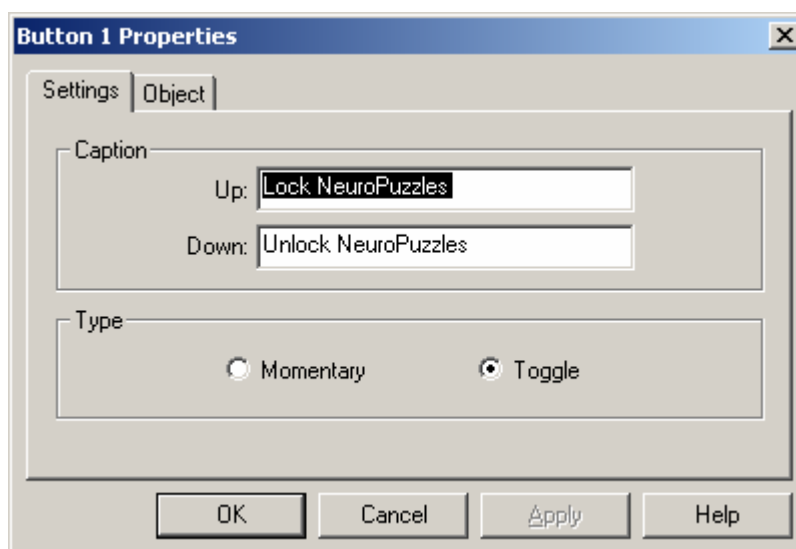 Button 1 Properties
Settings Object
Caption
Up: Lock NeuroPuzzles
Down: Unlock NeuroPuzzles
Type
Momentary Toggle
OK Cancel Apply Help